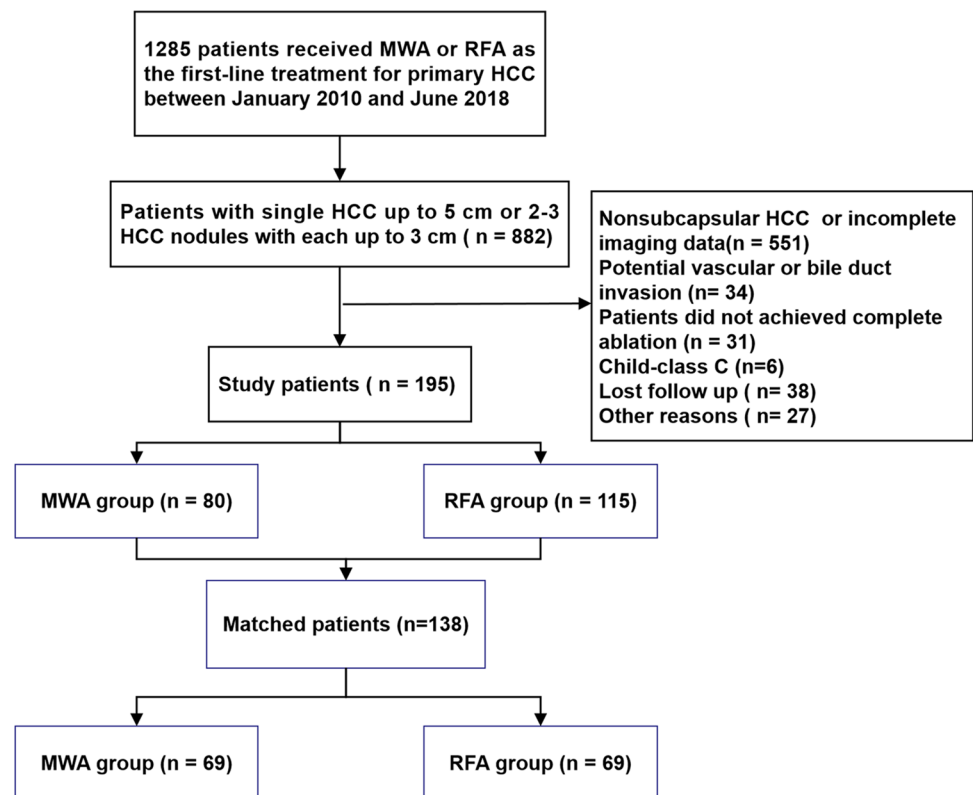 1285 patients received MWA or RFA as
the first-line treatment for primary HCC
between January 2010 and June 2018
Patients with single HCC up to 5 cm or 2-3
HCC nodules with each up to 3 cm ( n = 882)
Nonsubcapsular HCC or incomplete
imaging data(n = 551)
Potential vascular or bile duct
invasion (n= 34)
Patients did not achieved complete
ablation (n = 31)
Child-class C (n=6)
Lost follow up ( n= 38)
Other reasons ( n= 27)
Study patients ( n = 195)
MWA group (n = 80)
RFA group (n = 115)
Matched patients (n=138)
MWA group (n = 69)
RFA group (n = 69)